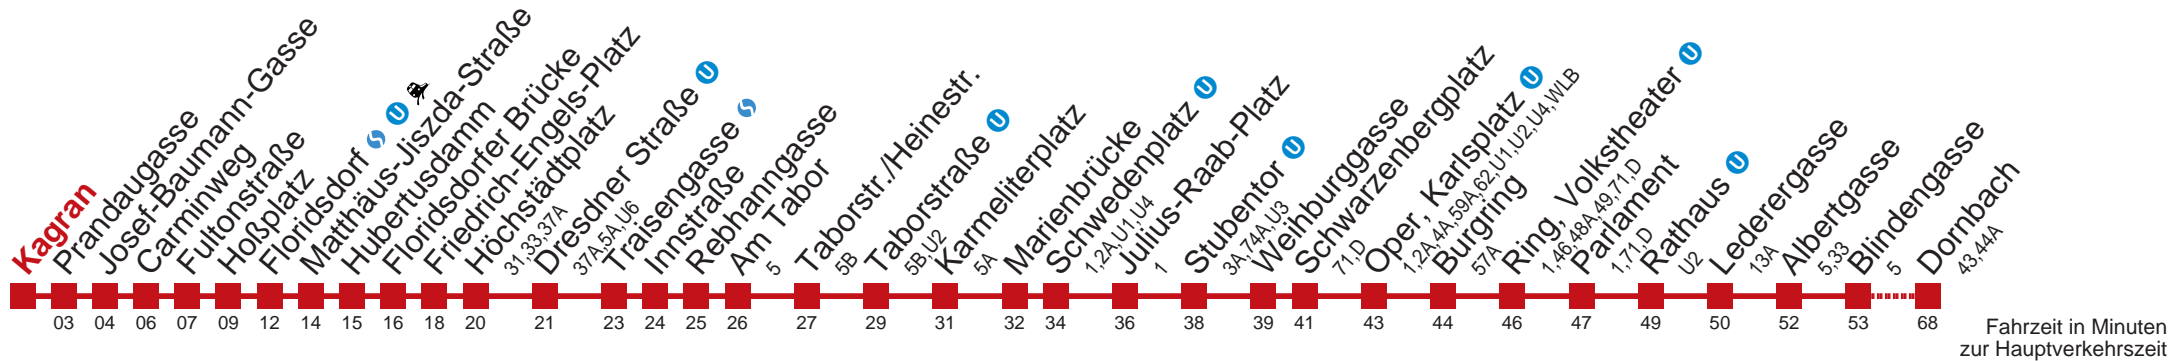 Kagran
Prandaugasse
03
Josef-Baumann-Gasse
04
Carminweg
06
Fultonstraße
07
Hoßplatz
09
Floridsdorf S U
12
Matthäus-Jiszda-Straße
14
Hubertusdamm
15
Floridsdorfer Brücke
16
Friedrich-Engels-Platz
18
Höchstädtplatz
31,33,37A
20
Dresdner Straße U
37A,5A,U6
21
Traisengasse S
23
Innstraße
24
Rebhanngasse
25
Am Tabor
5
26
Taborstr./Heinestr.
5B
27
Taborstraße U
5B,U2
29
Karmeliterplatz
5A
31
Marienbrücke
32
Schwedenplatz U
1,2A,U1,U4
34
Julius-Raab-Platz
1
36
Stubentor U
3A,74A,U3
38
Weihburggasse
39
Schwarzenbergplatz
71,D
41
Oper, Karlsplatz U
1,2A,4A,59A,62,U1,U2,U4,WLB
43
Burgring
57A
44
Ring, Volkstheater U
1,46,48A,49,71,D
46
Parlament
1,71,D
47
Rathaus U
U2
49
Lederergasse
13A
50
Albertgasse
5,33
52
Blindengasse
5
53
Dornbach
43,44A
68
Fahrzeit in Minuten
zur Hauptverkehrszeit